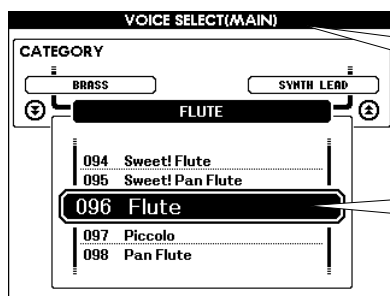 VOICE SELECT(MAIN)
CATEGORY
BRASS
SYNTH LEAD
FLUTE
094 Sweet! Flute
095 Sweet! Pan Flute
096 Flute
097 Piccolo
098 Pan Flute